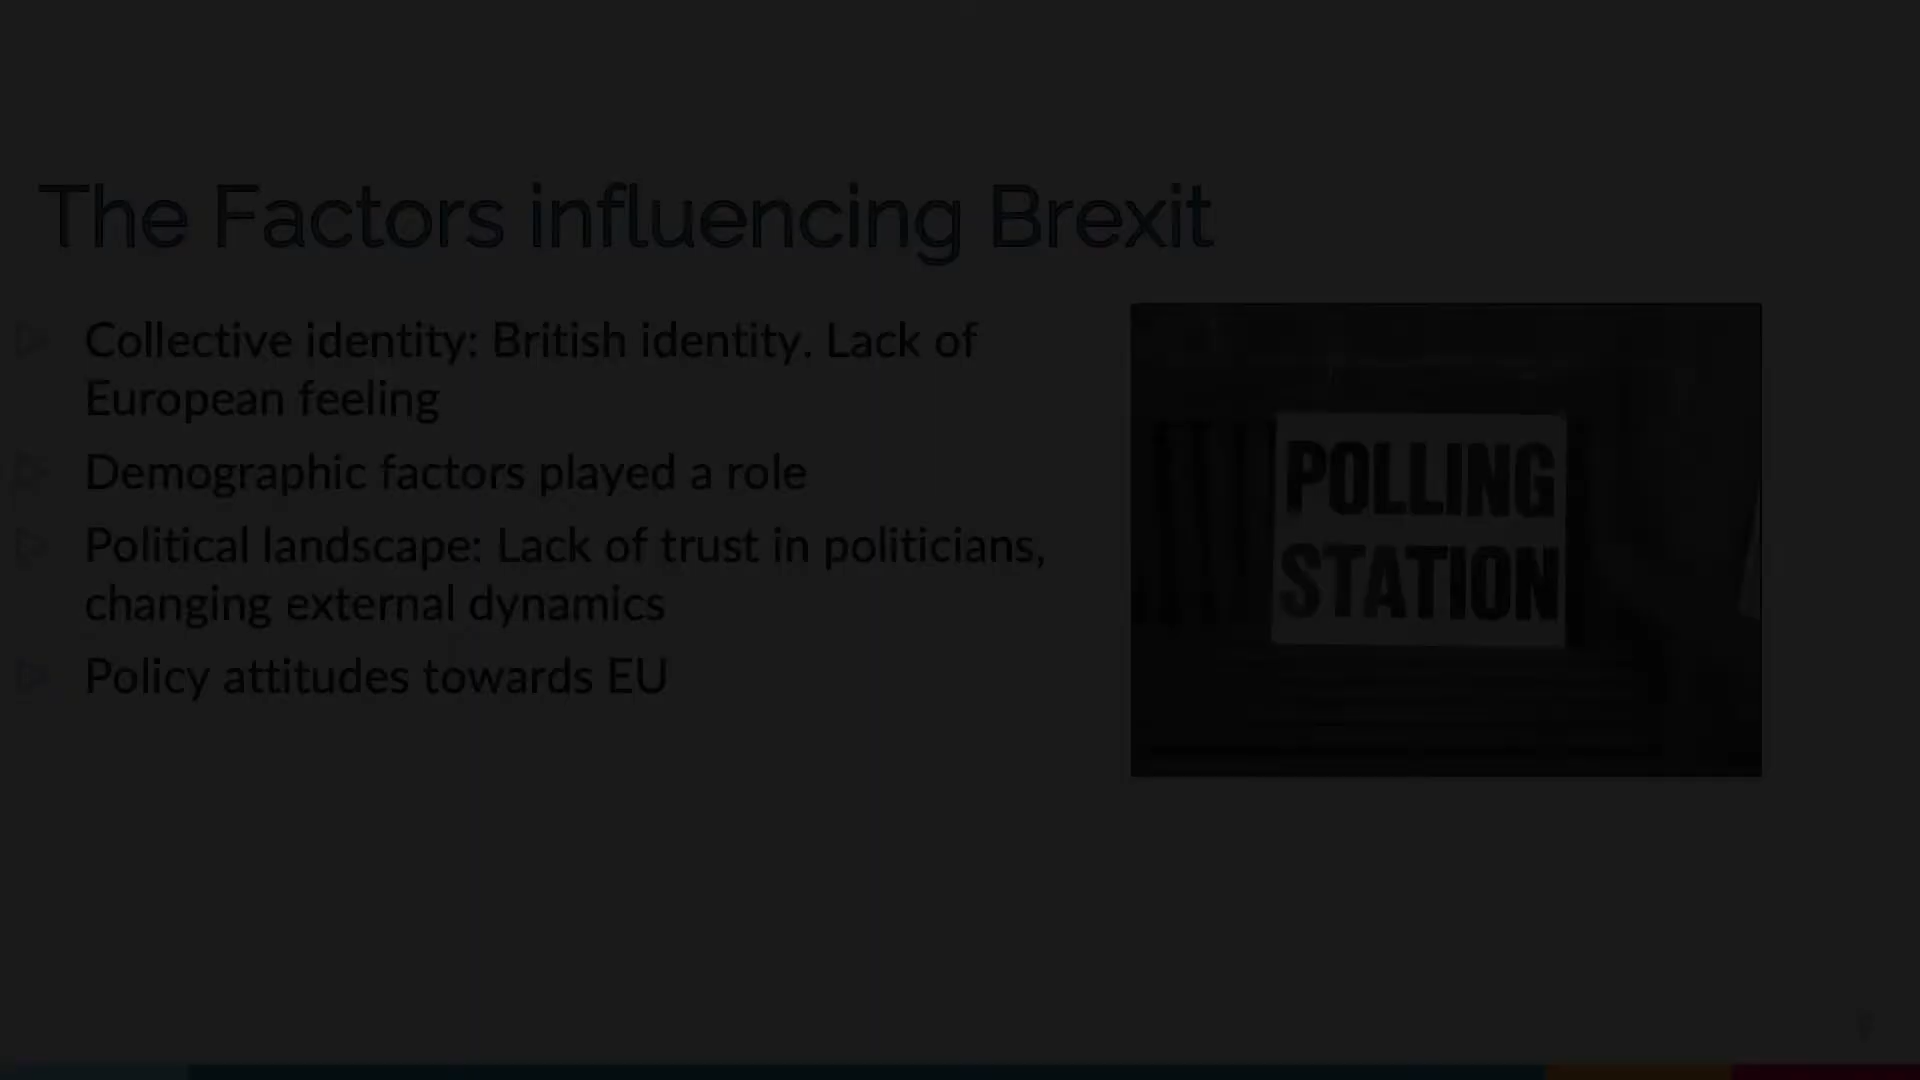 The Factors influencing Brexit
Collective identity: British identity. Lack of
European feeling
Demographic factors played a role
Political landscape: Lack of trust in politicians,
changing external dynamics
Policy attitudes towards EU
POLLING
STATION